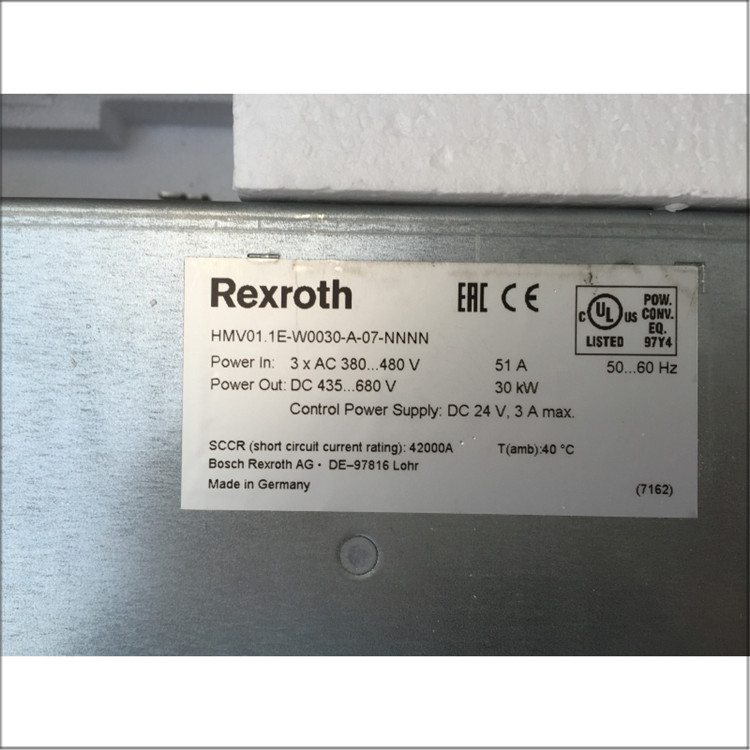 Rexroth
EAC CE
C UL US LISTED
POW. CONV. EQ. 97Y4
HMV01.1E-W0030-A-07-NNNN
Power In: 3 x AC 380...480 V 51 A 50...60 Hz
Power Out: DC 435...680 V 30 kW
Control Power Supply: DC 24 V, 3 A max.
SCCR (short circuit current rating): 42000A T(amb):40 °C
Bosch Rexroth AG • DE–97816 Lohr
Made in Germany (7162)